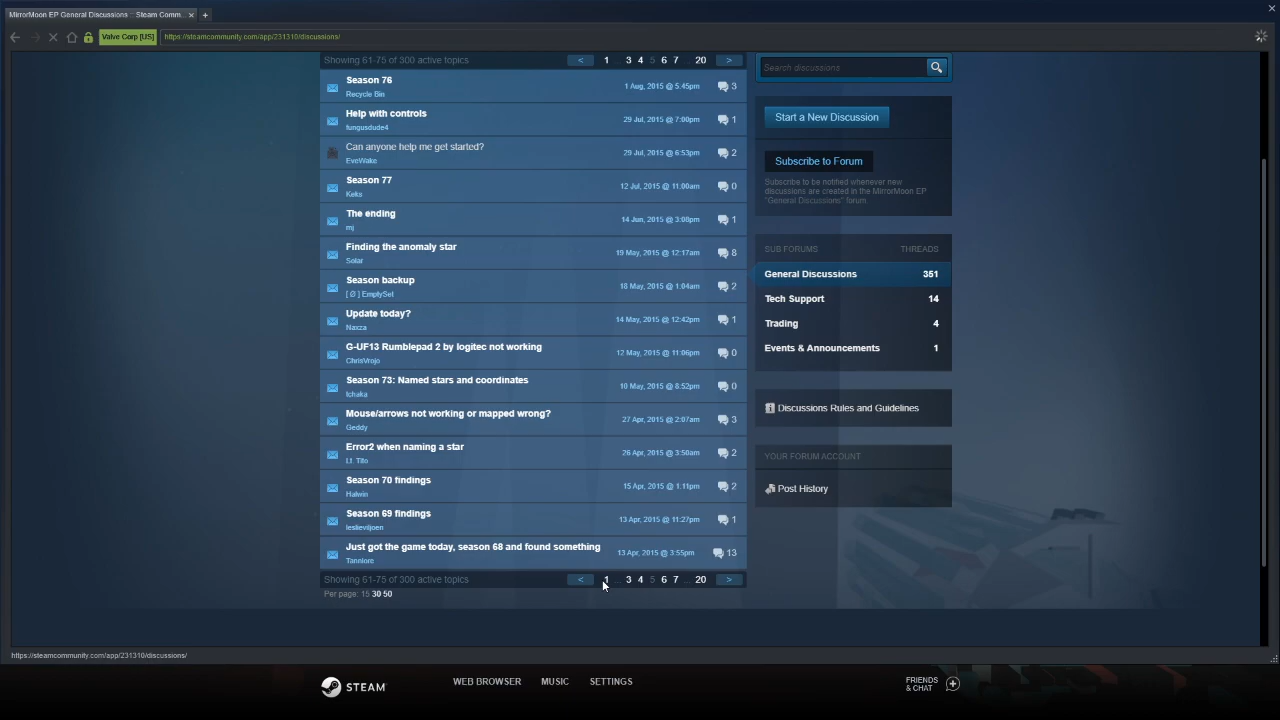 MirrorMoon EP General Discussions :: Steam Comm...
Valve Corp [US]
https://steamcommunity.com/app/231310/discussions/
Showing 61-75 of 300 active topics
< 1 ... 3 4 5 6 7 ... 20 >
Season 76
Recycle Bin
1 Aug, 2015 @ 5:45pm
3
Help with controls
fungusdude4
29 Jul, 2015 @ 7:00pm
1
Can anyone help me get started?
EveWake
29 Jul, 2015 @ 6:53pm
2
Season 77
Keks
12 Jul, 2015 @ 11:00am
0
The ending
mj
14 Jun, 2015 @ 3:08pm
1
Finding the anomaly star
Solar
19 May, 2015 @ 12:17am
8
Season backup
[ Ø ] EmptySet
18 May, 2015 @ 1:04am
2
Update today?
Naxza
14 May, 2015 @ 12:42pm
1
G-UF13 Rumblepad 2 by logitec not working
ChrisVrojo
12 May, 2015 @ 11:06pm
0
Season 73: Named stars and coordinates
tchaka
10 May, 2015 @ 8:52pm
0
Mouse/arrows not working or mapped wrong?
Geddy
27 Apr, 2015 @ 2:07am
3
Error2 when naming a star
Lt. Tito
26 Apr, 2015 @ 3:50am
2
Season 70 findings
Halwin
15 Apr, 2015 @ 1:11pm
2
Season 69 findings
leslieviljoen
13 Apr, 2015 @ 11:27pm
1
Just got the game today, season 68 and found something
Tanniore
13 Apr, 2015 @ 3:55pm
13
Showing 61-75 of 300 active topics
< 1 ... 3 4 5 6 7 ... 20 >
Per page: 15 30 50
Search discussions
Start a New Discussion
Subscribe to Forum
Subscribe to be notified whenever new
discussions are created in the MirrorMoon EP
"General Discussions" forum.
SUB FORUMS THREADS
General Discussions 351
Tech Support 14
Trading 4
Events & Announcements 1
Discussions Rules and Guidelines
YOUR FORUM ACCOUNT
Post History
https://steamcommunity.com/app/231310/discussions/
STEAM
WEB BROWSER MUSIC SETTINGS
FRIENDS
& CHAT